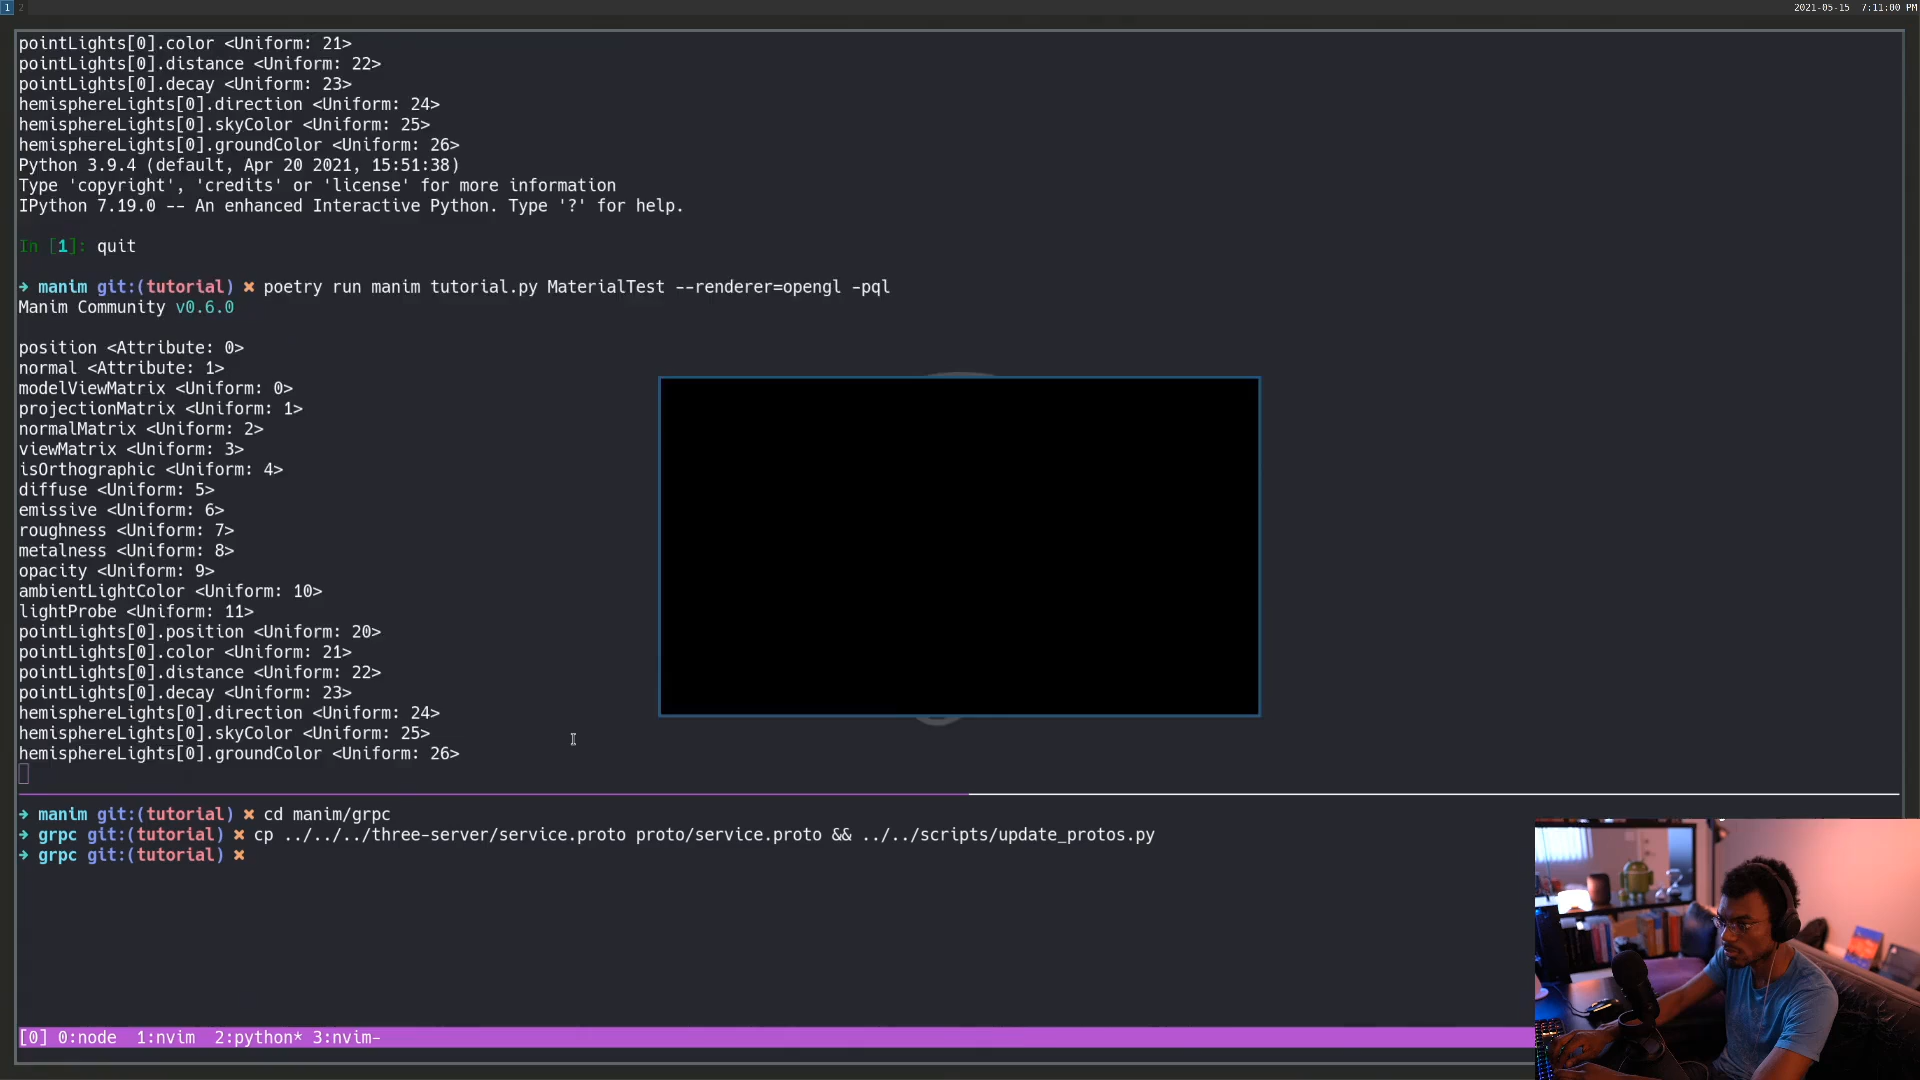 1 2
2021-05-15 7:11:00 PM
pointLights[0].color <Uniform: 21>
pointLights[0].distance <Uniform: 22>
pointLights[0].decay <Uniform: 23>
hemisphereLights[0].direction <Uniform: 24>
hemisphereLights[0].skyColor <Uniform: 25>
hemisphereLights[0].groundColor <Uniform: 26>
Python 3.9.4 (default, Apr 20 2021, 15:51:38)
Type 'copyright', 'credits' or 'license' for more information
IPython 7.19.0 -- An enhanced Interactive Python. Type '?' for help.
In [1]: quit
➜ manim git:(tutorial) ✖ poetry run manim tutorial.py MaterialTest --renderer=opengl -pql
Manim Community v0.6.0
position <Attribute: 0>
normal <Attribute: 1>
modelViewMatrix <Uniform: 0>
projectionMatrix <Uniform: 1>
normalMatrix <Uniform: 2>
viewMatrix <Uniform: 3>
isOrthographic <Uniform: 4>
diffuse <Uniform: 5>
emissive <Uniform: 6>
roughness <Uniform: 7>
metalness <Uniform: 8>
opacity <Uniform: 9>
ambientLightColor <Uniform: 10>
lightProbe <Uniform: 11>
pointLights[0].position <Uniform: 20>
pointLights[0].color <Uniform: 21>
pointLights[0].distance <Uniform: 22>
pointLights[0].decay <Uniform: 23>
hemisphereLights[0].direction <Uniform: 24>
hemisphereLights[0].skyColor <Uniform: 25>
hemisphereLights[0].groundColor <Uniform: 26>
➜ manim git:(tutorial) ✖ cd manim/grpc
➜ grpc git:(tutorial) ✖ cp ../../../three-server/service.proto proto/service.proto && ../../scripts/update_protos.py
➜ grpc git:(tutorial) ✖
[0] 0:node 1:nvim 2:python* 3:nvim-